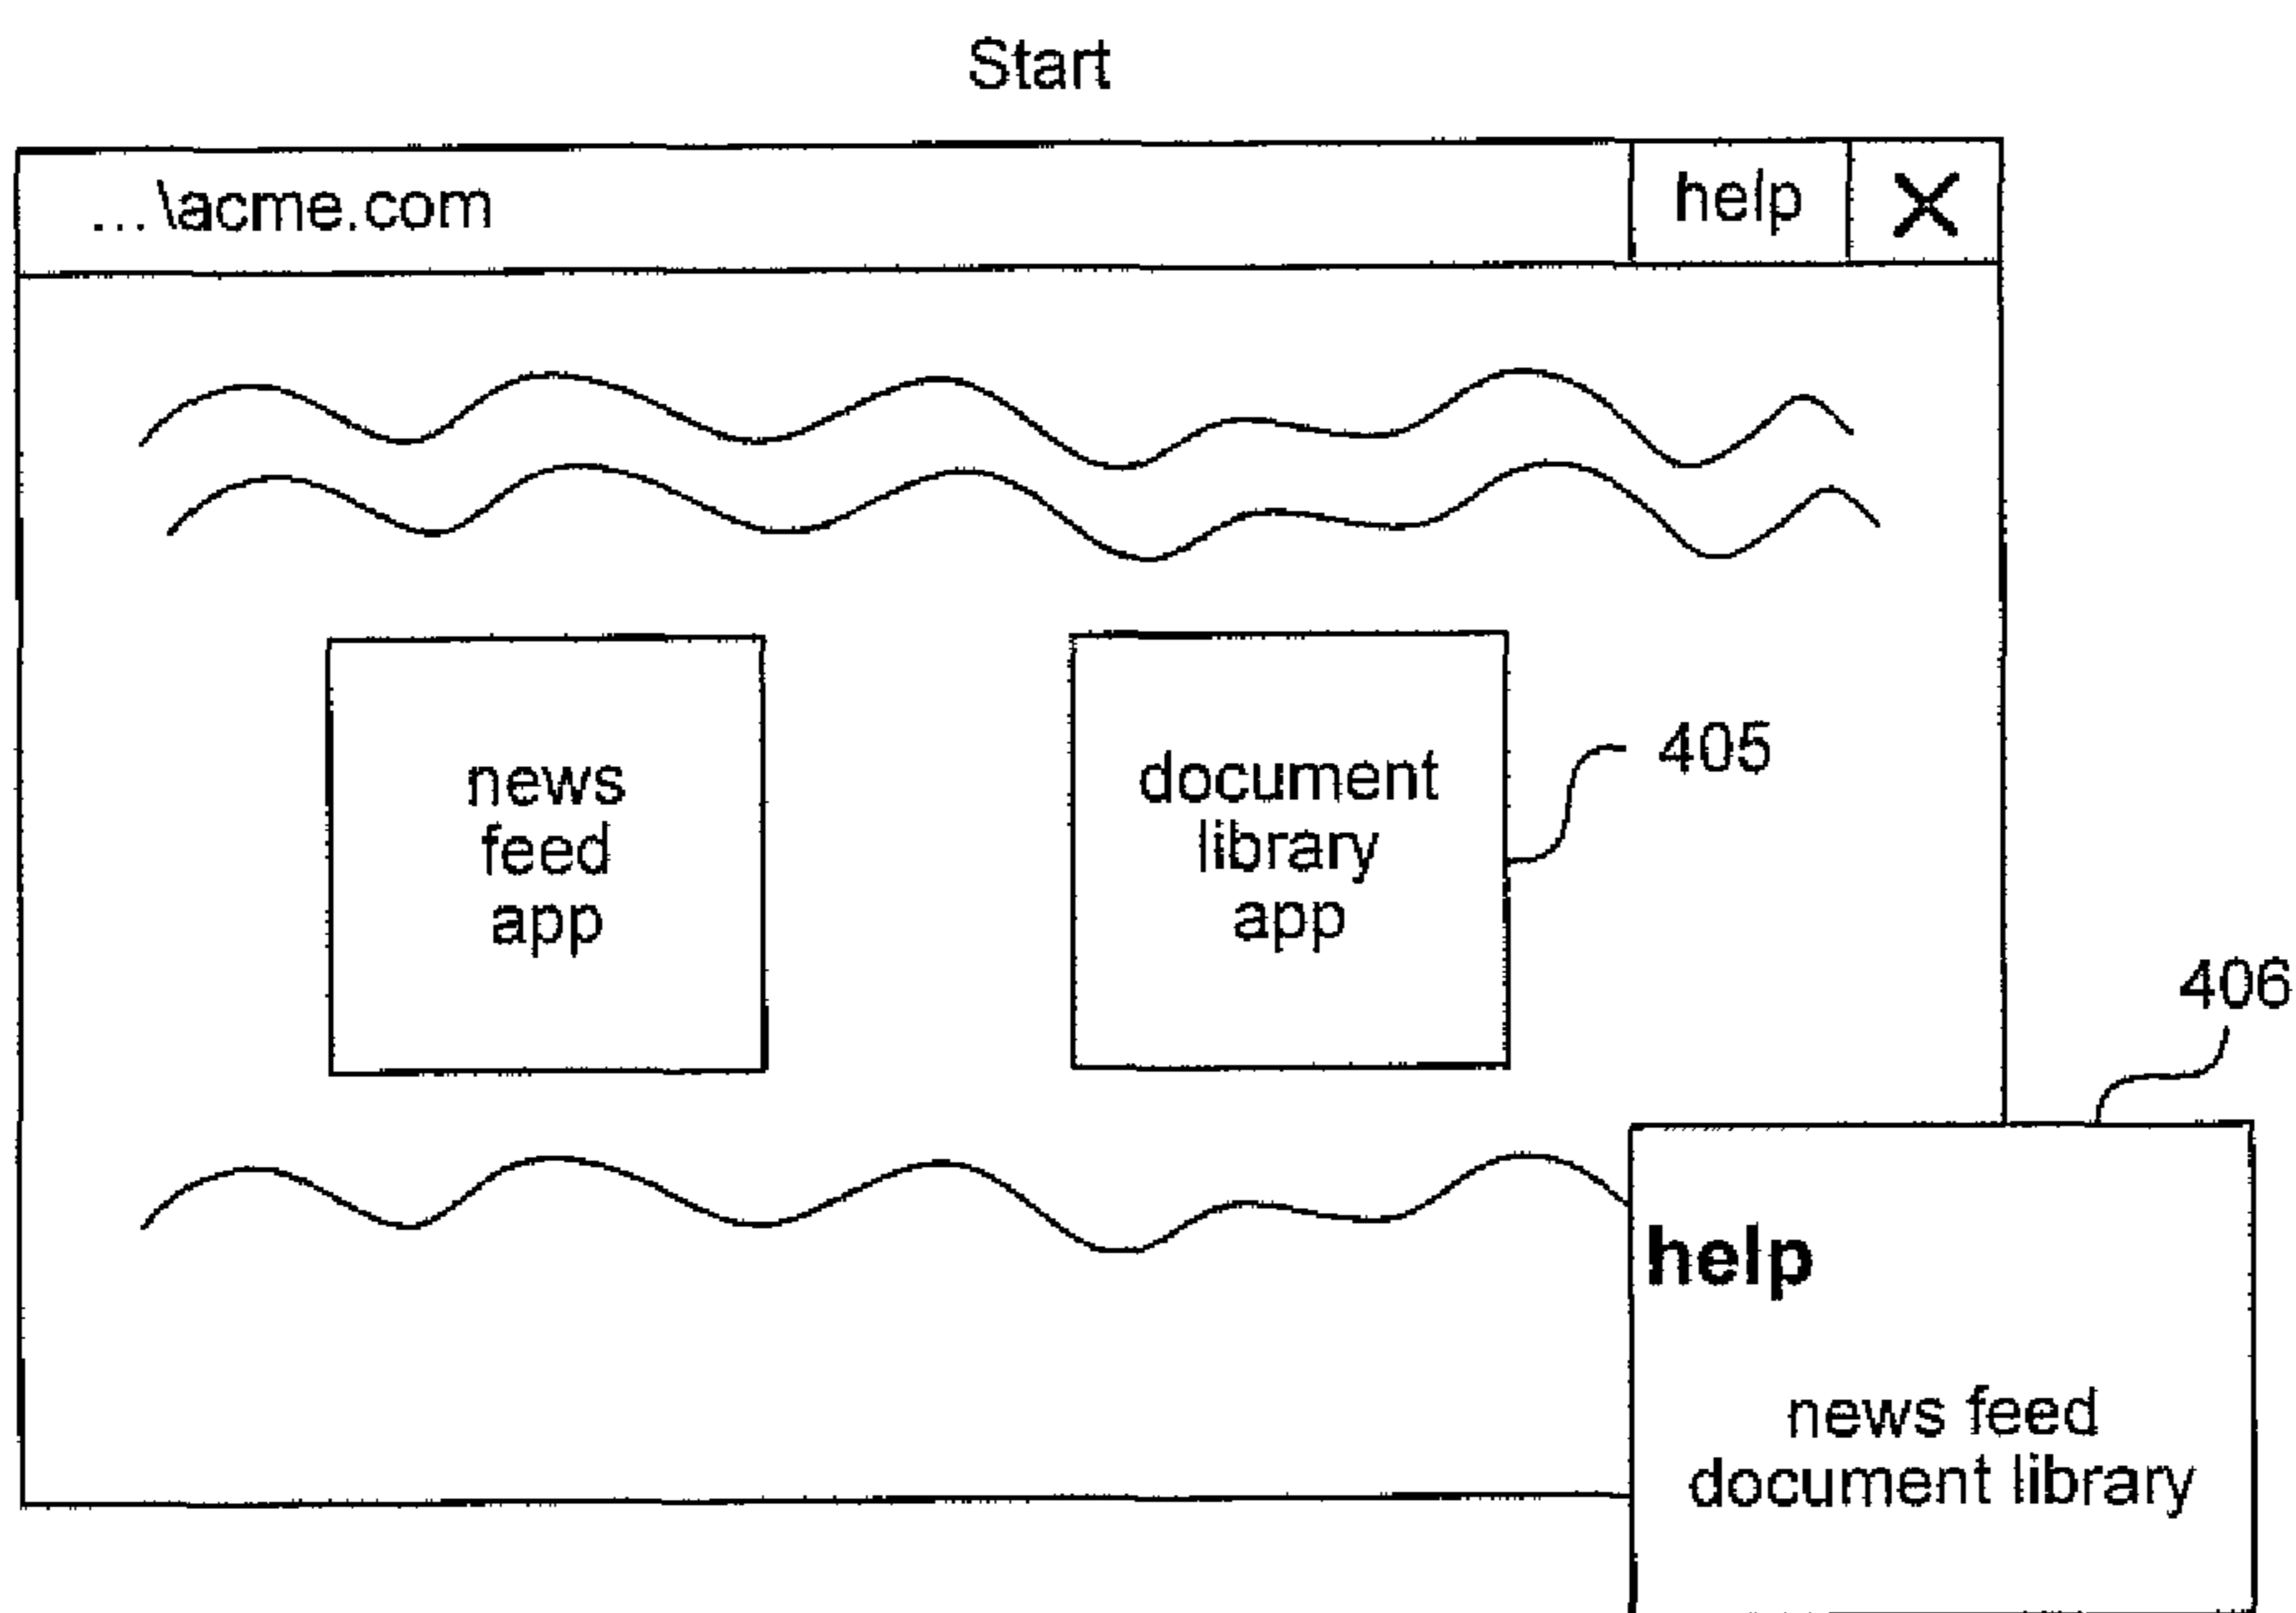 Start
...\acme.com
help
X
news
feed
app
document
library
app
405
406
help
news feed
document library